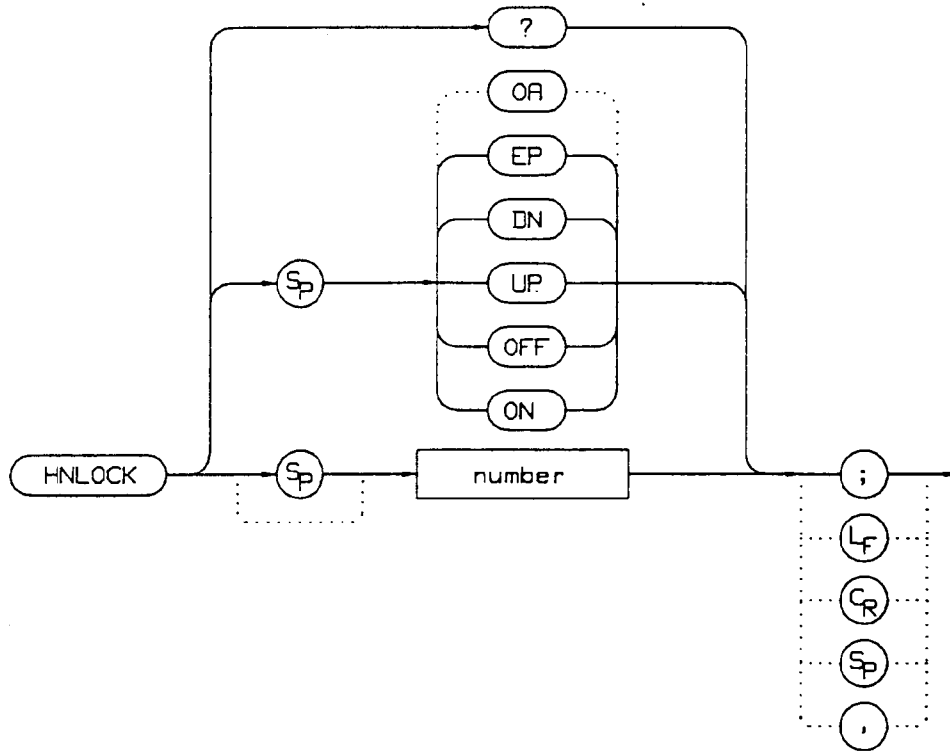 ?
OA
EP
DN
SP
UP
OFF
ON
HNLOCK
SP
number
;
LF
CR
SP
,